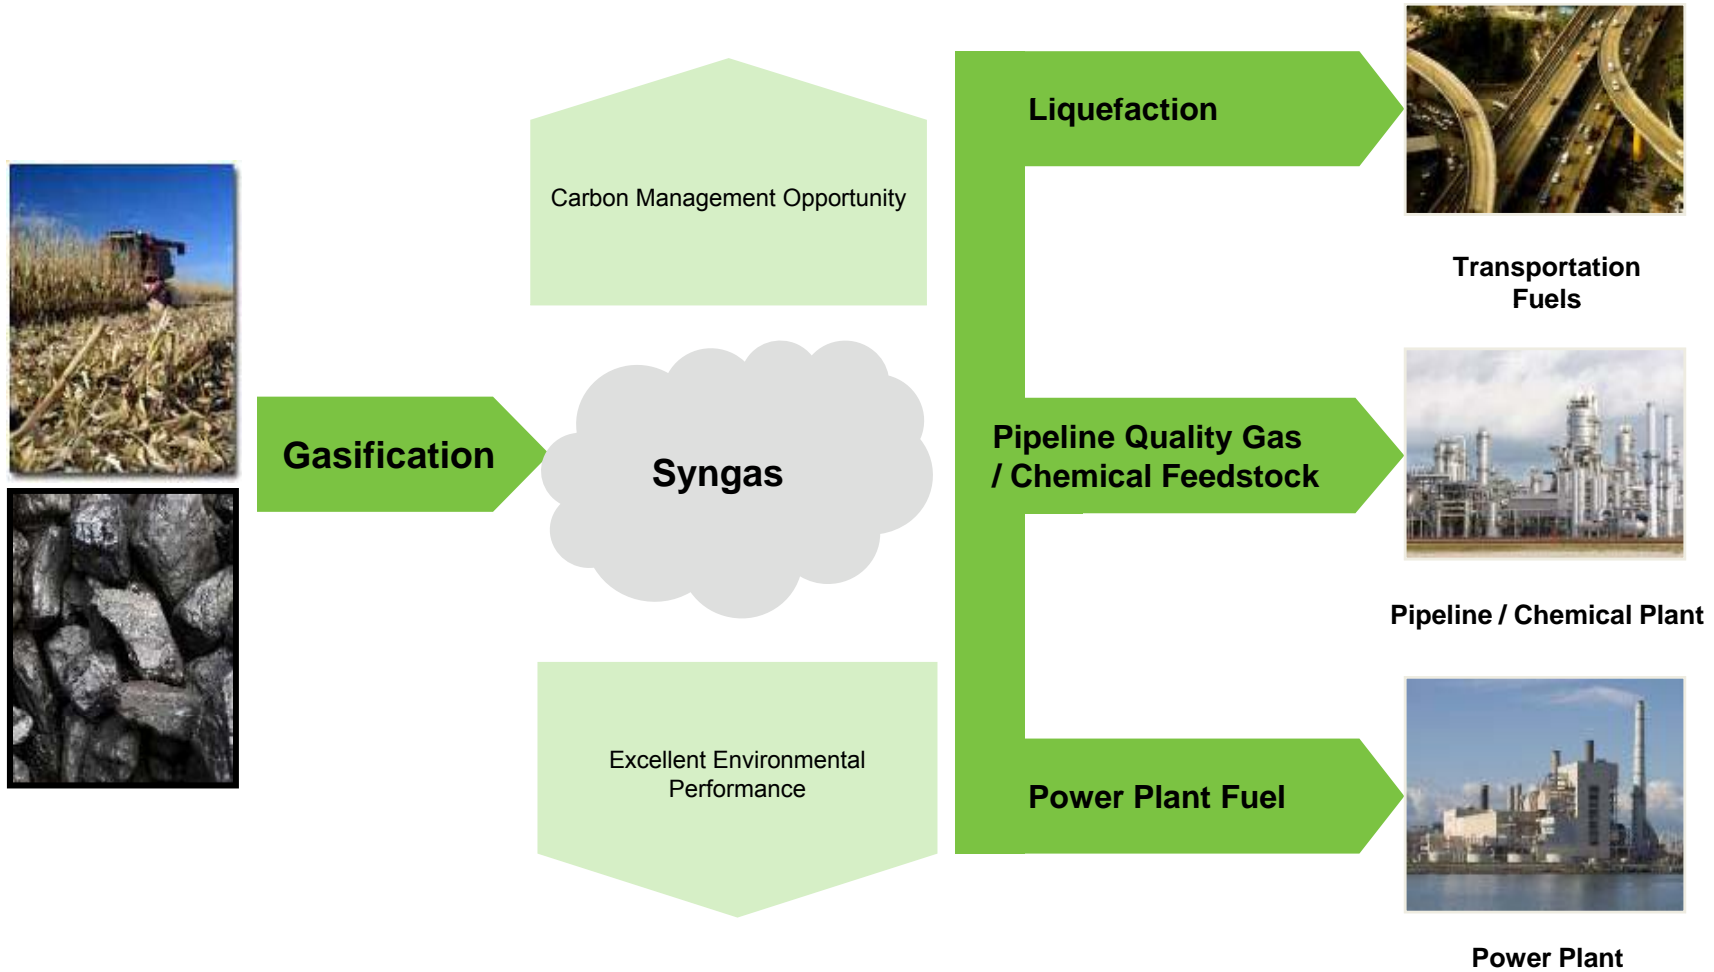 Gasification
Carbon Management Opportunity
Syngas
Excellent Environmental
Performance
Liquefaction
Pipeline Quality Gas
/ Chemical Feedstock
Power Plant Fuel
Transportation
Fuels
Pipeline / Chemical Plant
Power Plant